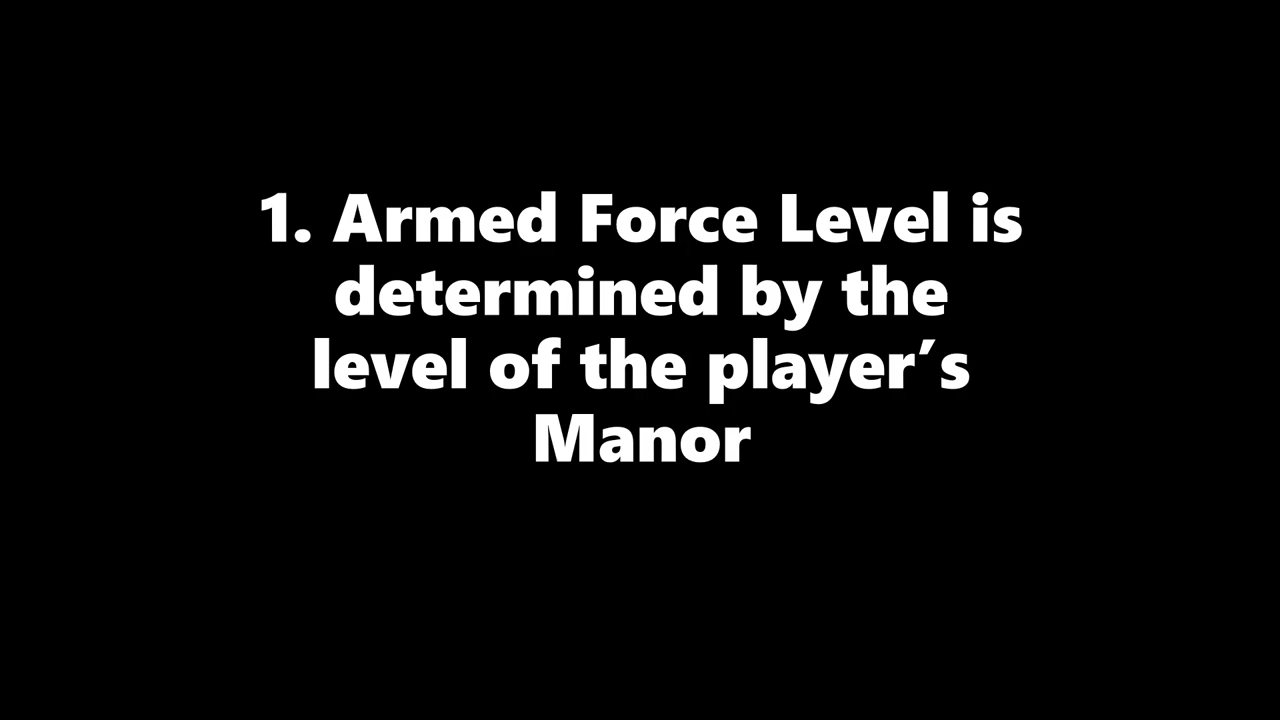 1. Armed Force Level is
determined by the
level of the player′s
Manor